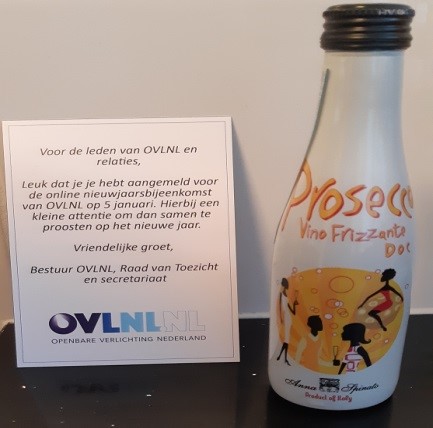 Voor de leden van OVLNL en
relaties,
Leuk dat je je hebt aangemeld voor
de online nieuwjaarsbijeenkomst
van OVLNL op 5 januari. Hierbij een
kleine attentie om dan samen te
proosten op het nieuwe jaar.
Vriendelijke groet,
Bestuur OVLNL, Raad van Toezicht
en secretariaat
OVLNLNL
OPENBARE VERLICHTING NEDERLAND
Prosecco
Vino Frizzante
DOC
Anna Spinato
Product of Italy